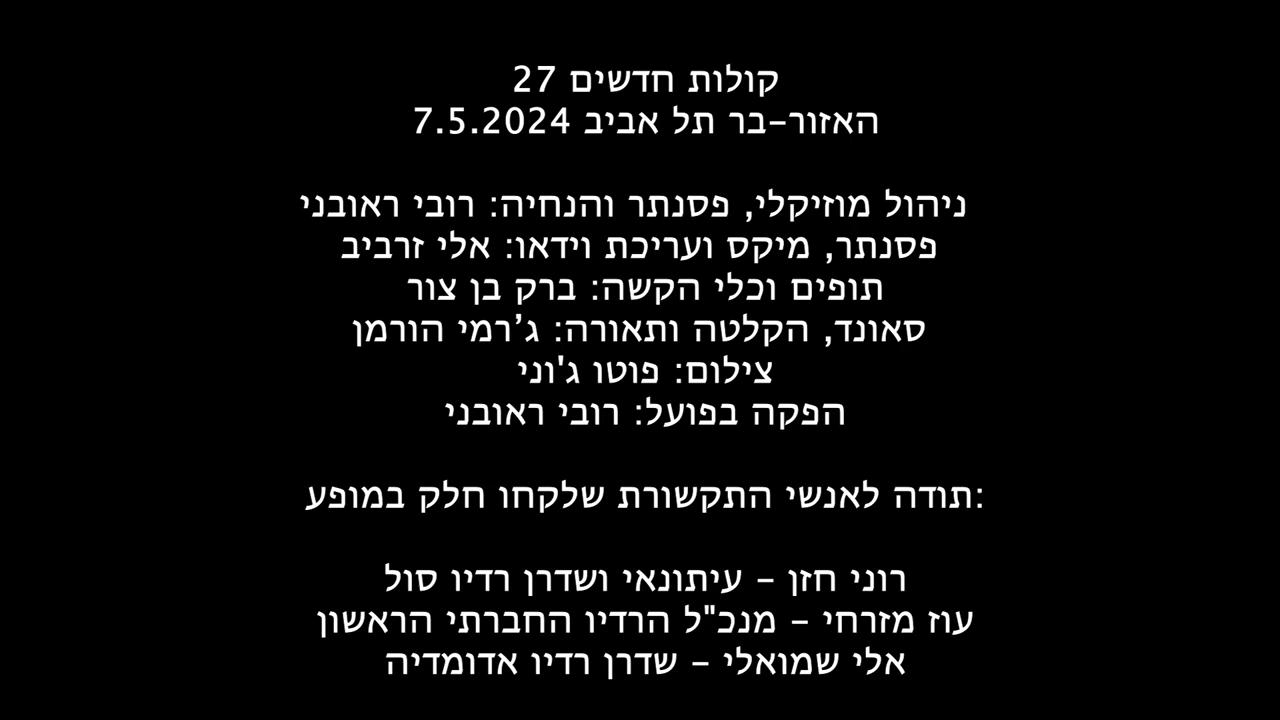 קולות חדשים 27
האזור-בר תל אביב 7.5.2024
ניהול מוזיקלי, פסנתר והנחיה: רובי ראובני
פסנתר, מיקס ועריכת וידאו: אלי זרביב
תופים וכלי הקשה: ברק בן צור
סאונד, הקלטה ותאורה: ג’רמי הורמן
צילום: פוטו ג'וני
הפקה בפועל: רובי ראובני
תודה לאנשי התקשורת שלקחו חלק במופע:
רוני חזן - עיתונאי ושדרן רדיו סול
עוז מזרחי - מנכ"ל הרדיו החברתי הראשון
אלי שמואלי - שדרן רדיו אדומדיה